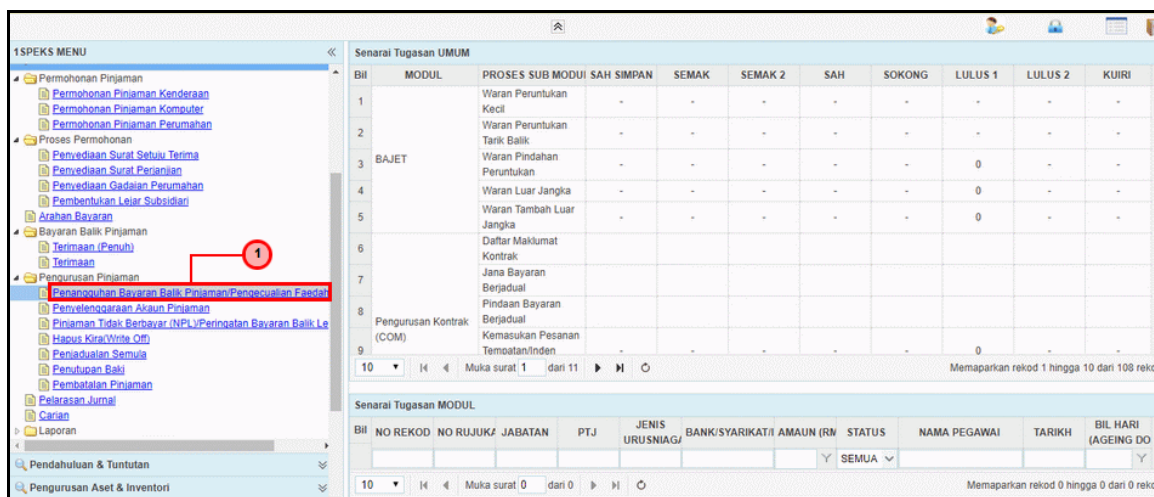 1SPEKS MENU
Permohonan Pinjaman
Permohonan Pinjaman Kenderaan
Permohonan Pinjaman Komputer
Permohonan Pinjaman Perumahan
Proses Permohonan
Penyediaan Surat Setuju Terima
Penyediaan Surat Perjanjian
Penyediaan Gadaian Perumahan
Pembentukan Lejar Subsidiari
Arahan Bayaran
Bayaran Balik Pinjaman
Terimaan (Penuh)
Terimaan
1
Pengurusan Pinjaman
Penangguhan Bayaran Balik Pinjaman/Pengecualian Faedah
Penyelenggaraan Akaun Pinjaman
Pinjaman Tidak Berbayar (NPL)/Peringatan Bayaran Balik Le
Hapus Kira(Write Off)
Penjadualan Semula
Penutupan Baki
Pembatalan Pinjaman
Pelarasan Jurnal
Carian
Laporan
Pendahuluan & Tuntutan
Pengurusan Aset & Inventori
Senarai Tugasan UMUM
Bil MODUL PROSES SUB MODUL SAH SIMPAN SEMAK SEMAK 2 SAH SOKONG LULUS 1 LULUS 2 KUIRI
1 Waran Peruntukan Kecil - - - - - - - -
2 Waran Peruntukan Tarik Balik - - - - - - - -
3 BAJET Waran Pindahan Peruntukan - - - - - 0 - -
4 Waran Luar Jangka - - - - - 0 - -
5 Waran Tambah Luar Jangka - - - - - 0 - -
6 Daftar Maklumat Kontrak
7 Jana Bayaran Berjadual
8 Pindaan Bayaran Berjadual
Pengurusan Kontrak (COM)
9 Kemasukan Pesanan Tempatan/Inden - - - - - 0 - -
10 Muka surat 1 dari 11 Memaparkan rekod 1 hingga 10 dari 108 reko
Senarai Tugasan MODUL
Bil NO REKOD NO RUJUKA JABATAN PTJ JENIS URUSNIAGA BANK/SYARIKAT/I AMAUN (RM STATUS NAMA PEGAWAI TARIKH BIL HARI (AGEING DO
SEMUA
10 Muka surat 0 dari 0 Memaparkan rekod 0 hingga 0 dari 0 reko